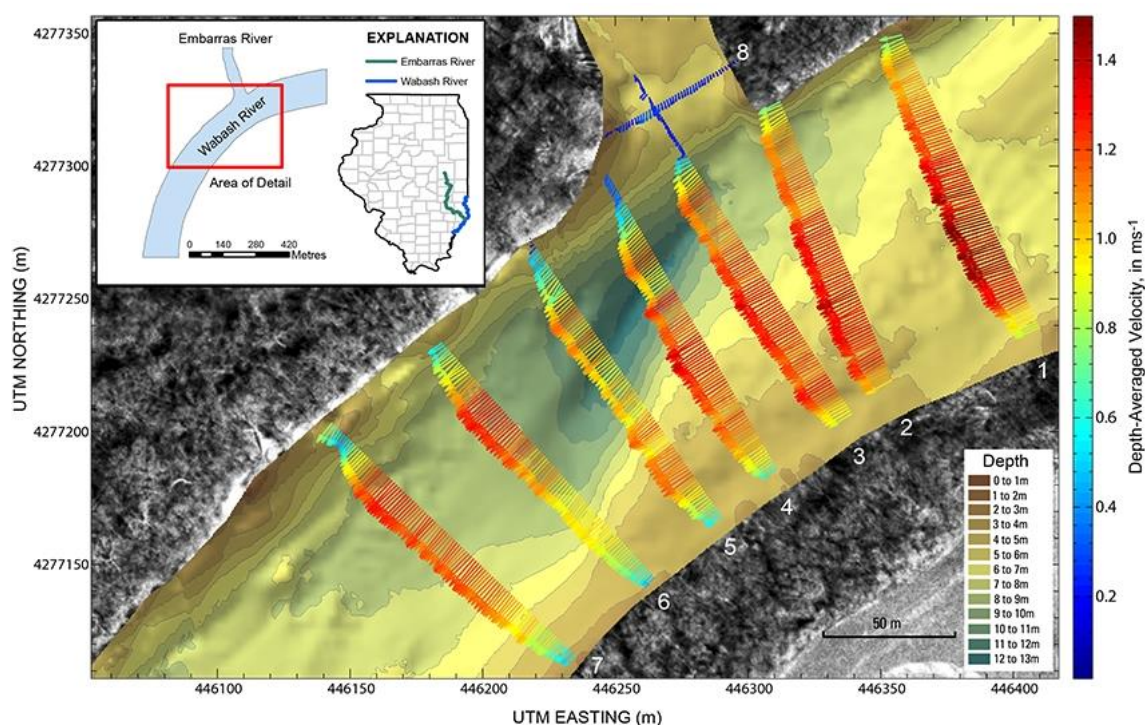 Embarras River
Wabash River
Area of Detail
0 140 280 420
Metres
EXPLANATION
Embarras River
Wabash River
4277350
4277300
4277250
4277200
4277150
UTM NORTHING (m)
8
1
2
3
4
5
6
7
Depth
0 to 1m
1 to 2m
2 to 3m
3 to 4m
4 to 5m
5 to 6m
6 to 7m
7 to 8m
8 to 9m
9 to 10m
10 to 11m
11 to 12m
12 to 13m
50 m
446100 446150 446200 446250 446300 446350 446400
UTM EASTING (m)
1.4
1.2
1.0
0.8
0.6
0.4
0.2
Depth-Averaged Velocity, in ms-1